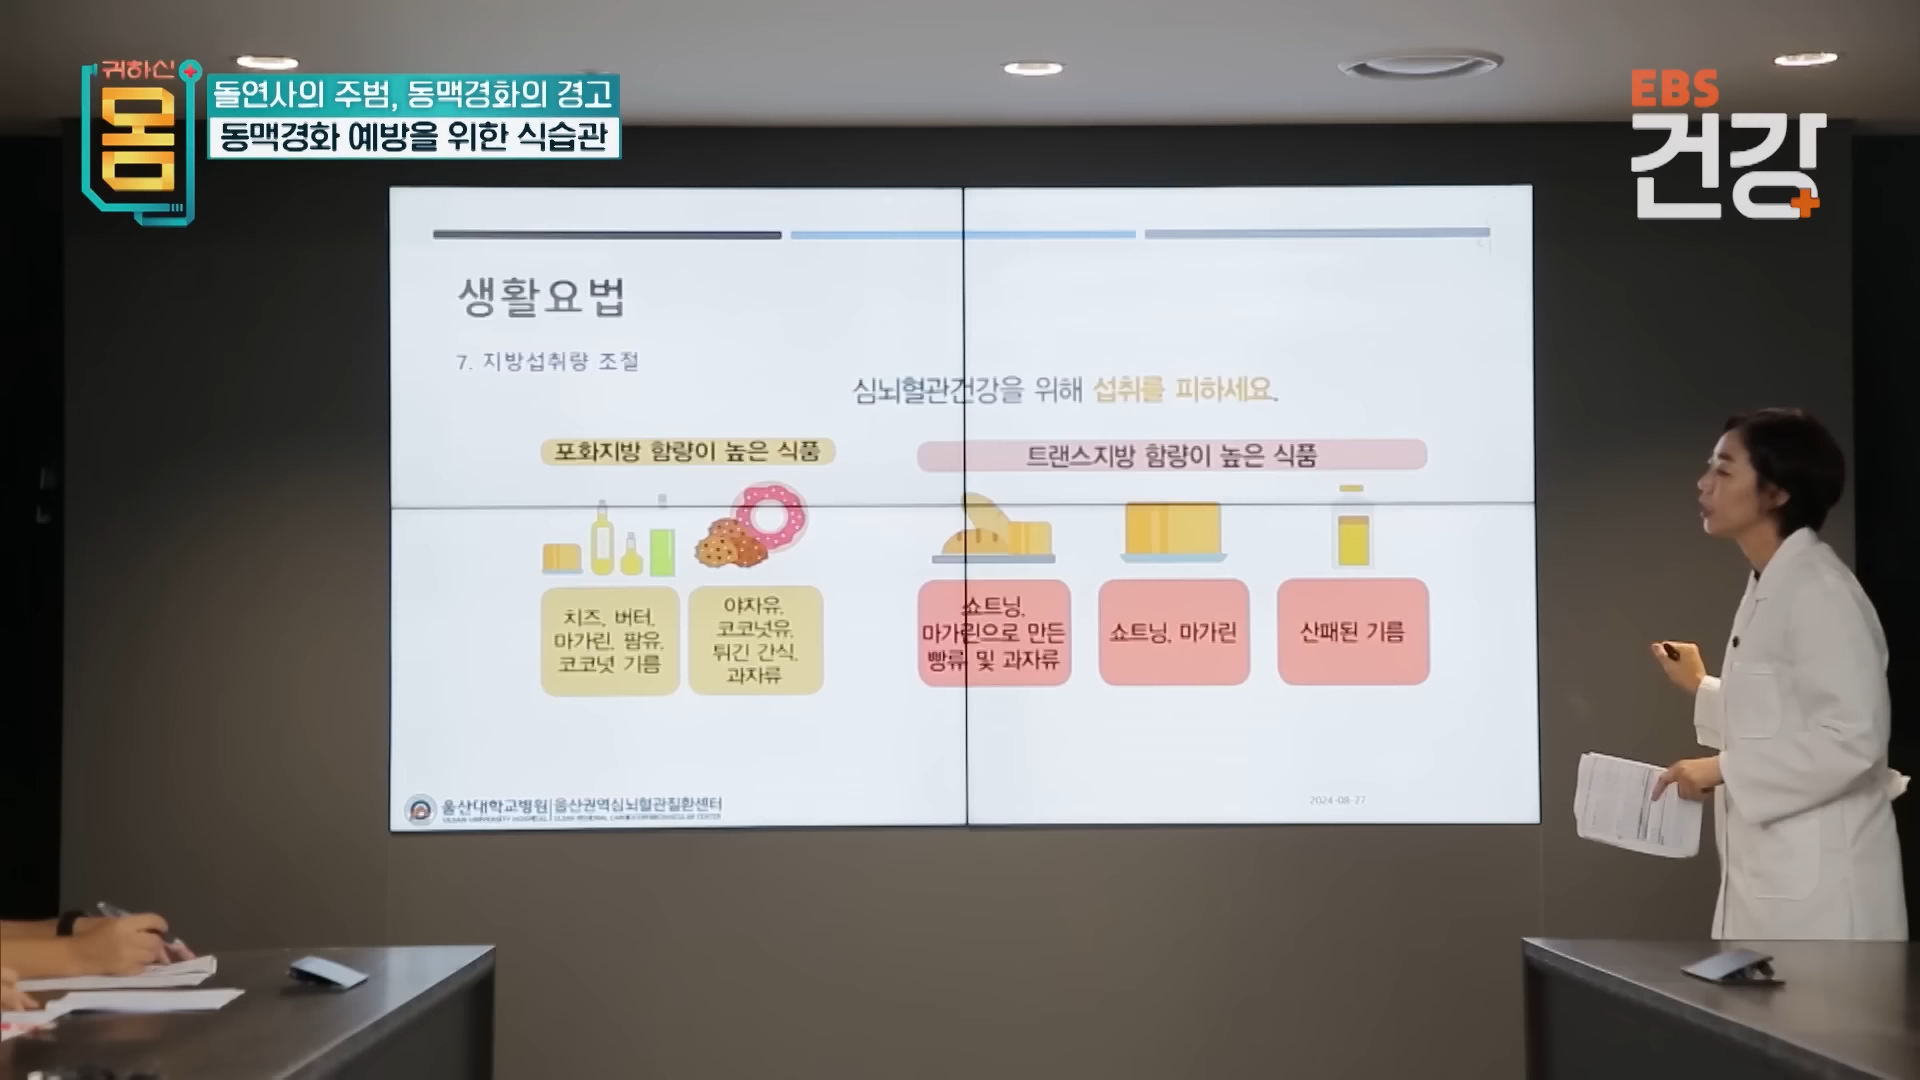 귀하신
몸
돌연사의 주범, 동맥경화의 경고
동맥경화 예방을 위한 식습관
EBS
건강
생활요법
7. 지방섭취량 조절
심뇌혈관건강을 위해 섭취를 피하세요.
포화지방 함량이 높은 식품
트랜스지방 함량이 높은 식품
치즈, 버터,
마가린, 팜유,
코코넛 기름
야자유,
코코넛유,
튀긴 간식,
과자류
쇼트닝,
마가린으로 만든
빵류 및 과자류
쇼트닝, 마가린
산패된 기름
울산대학교병원 울산권역심뇌혈관질환센터
ULSAN UNIVERSITY HOSPITAL ULSAN REGIONAL CARDIOCEREBROVASCULAR CENTER
2024-08-27